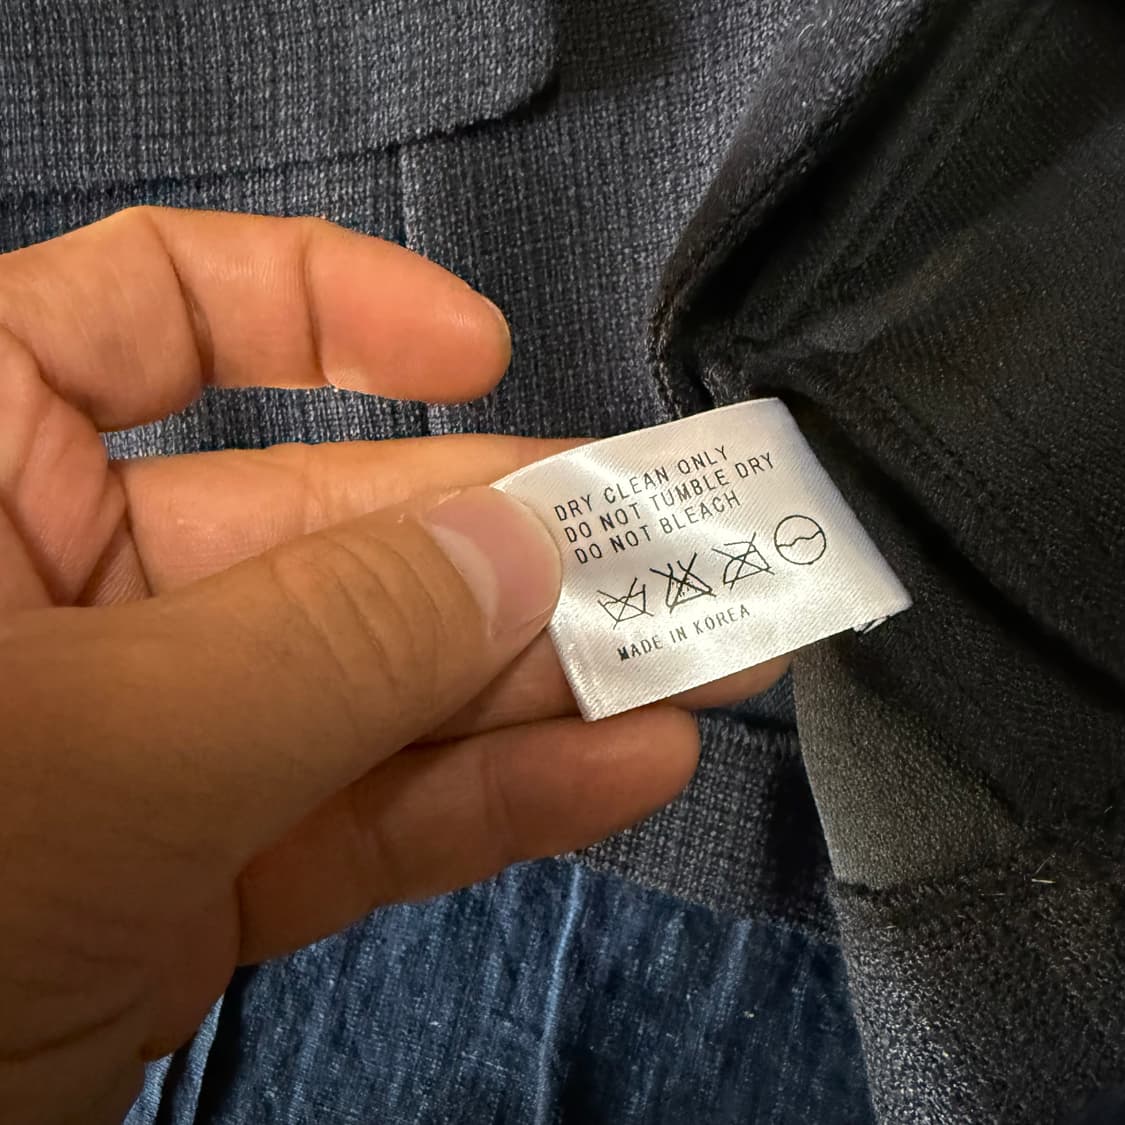 DRY CLEAN ONLY
DO NOT TUMBLE DRY
DO NOT BLEACH
MADE IN KOREA